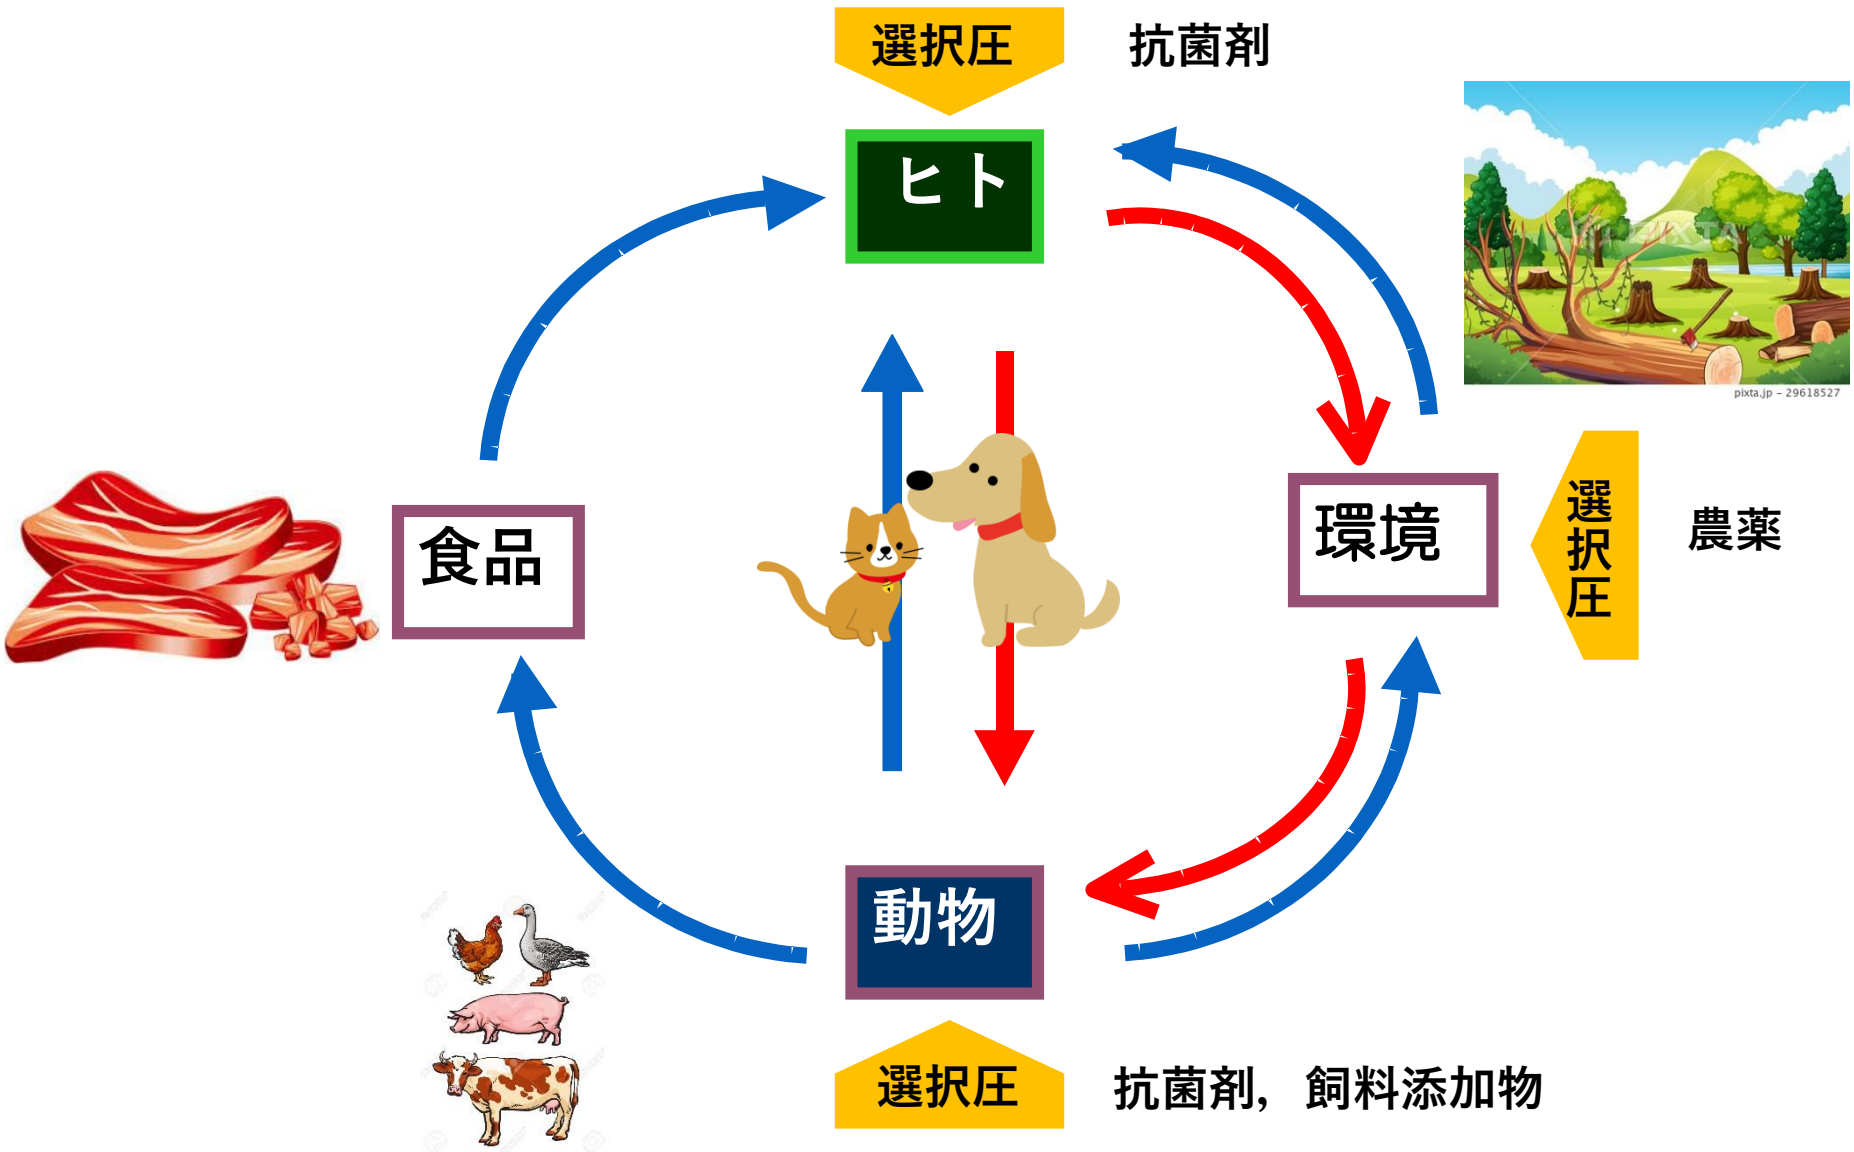 選択圧
抗菌剤
ヒト
PIXTA
pixta.jp - 29618527
食品
環境
選択圧
農薬
動物
選択圧
抗菌剤, 飼料添加物